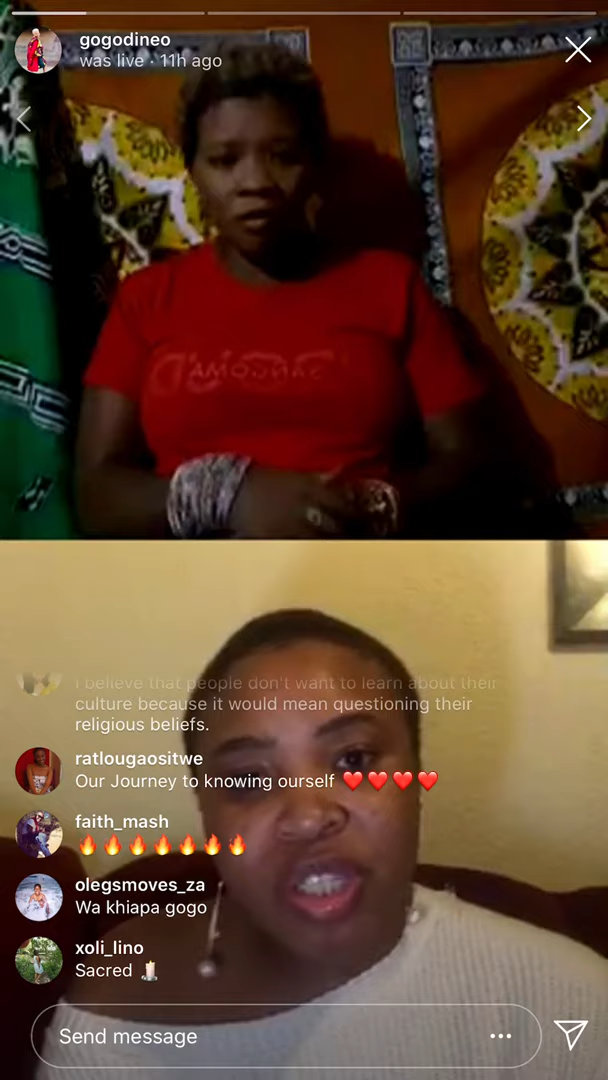 gogodineo
was live · 11h ago
I believe that people don't want to learn about their
culture because it would mean questioning their
religious beliefs.
ratlougaositwe
Our Journey to knowing ourself ❤️❤️❤️❤️
faith_mash
🔥🔥🔥🔥🔥🔥🔥
olegsmoves_za
Wa khiapa gogo
xoli_lino
Sacred 🕯️
Send message